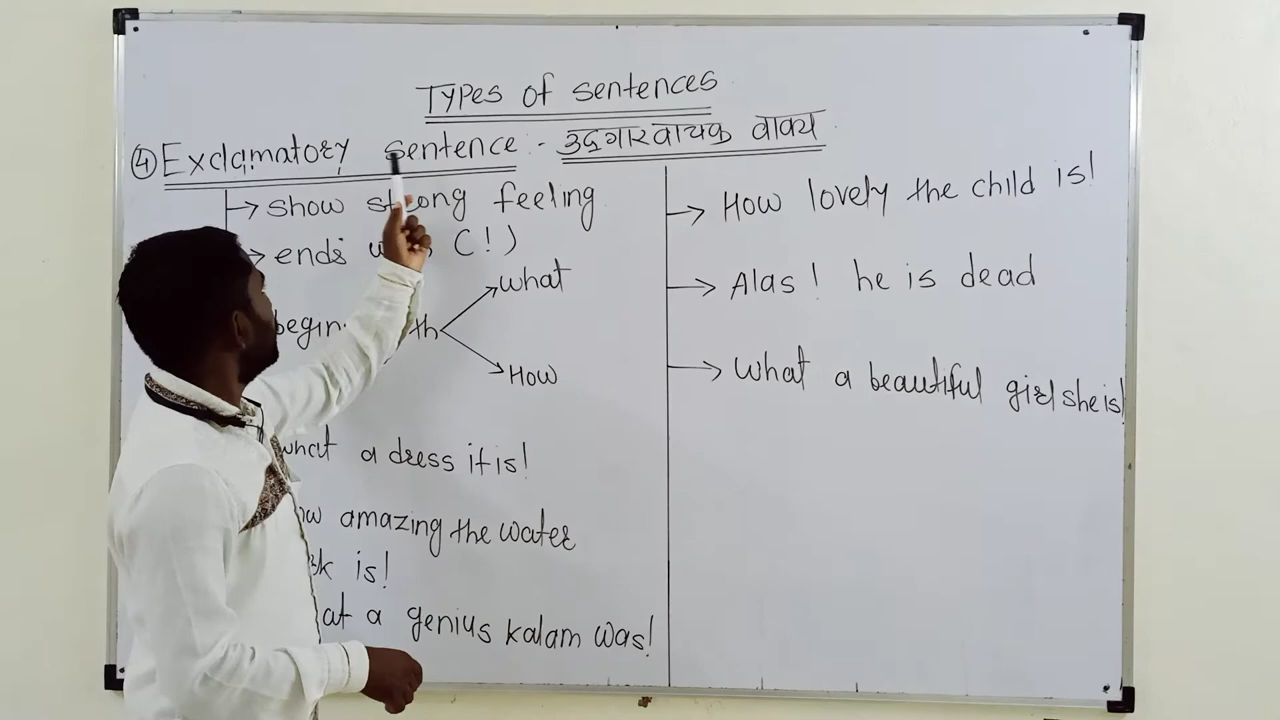 Types of sentences
④ Exclamatory sentence :- उद्गारवाचक वाक्य
→ show strong feeling
→ ends (!)
what
How
what a dress it is!
amazing the water
is!
a genius kalam was!
→ How lovely the child is!
→ Alas! he is dead
→ What a beautiful girl she is!